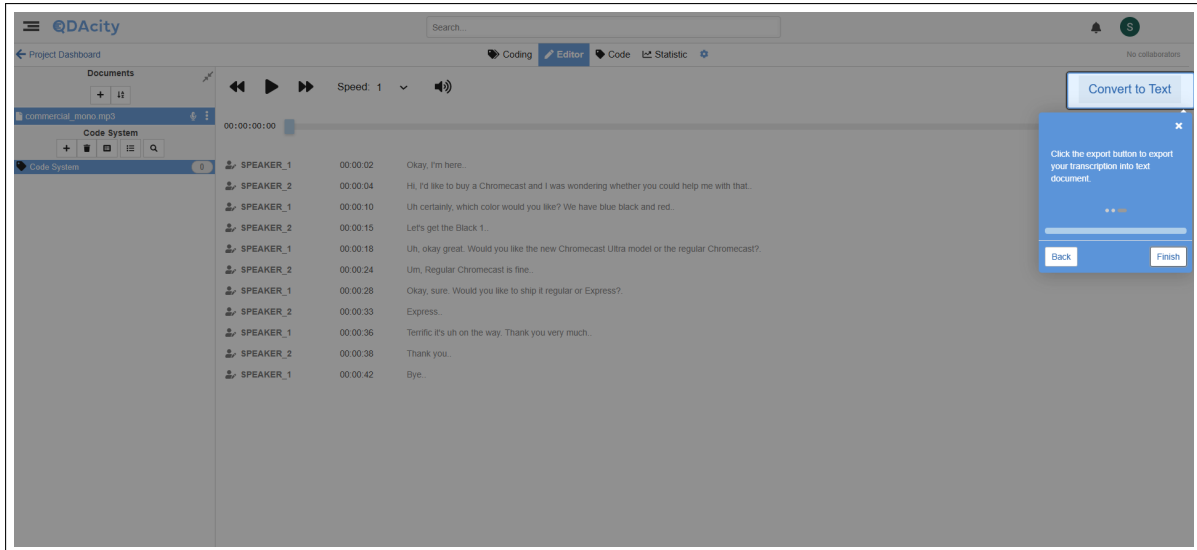 QDAcity
Search...
S
Project Dashboard
Coding Editor Code Statistic
No collaborators
Documents
commercial_mono.mp3
Code System
Code System 0
Speed: 1
Convert to Text
00:00:00:00
SPEAKER_1 00:00:02 Okay, I'm here..
SPEAKER_2 00:00:04 Hi, I'd like to buy a Chromecast and I was wondering whether you could help me with that..
SPEAKER_1 00:00:10 Uh certainly, which color would you like? We have blue black and red..
SPEAKER_2 00:00:15 Let's get the Black 1..
SPEAKER_1 00:00:18 Uh, okay great. Would you like the new Chromecast Ultra model or the regular Chromecast?.
SPEAKER_2 00:00:24 Um, Regular Chromecast is fine..
SPEAKER_1 00:00:28 Okay, sure. Would you like to ship it regular or Express?.
SPEAKER_2 00:00:33 Express..
SPEAKER_1 00:00:36 Terrific it's uh on the way. Thank you very much..
SPEAKER_2 00:00:38 Thank you..
SPEAKER_1 00:00:42 Bye..
Click the export button to export
your transcription into text
document.
Back Finish